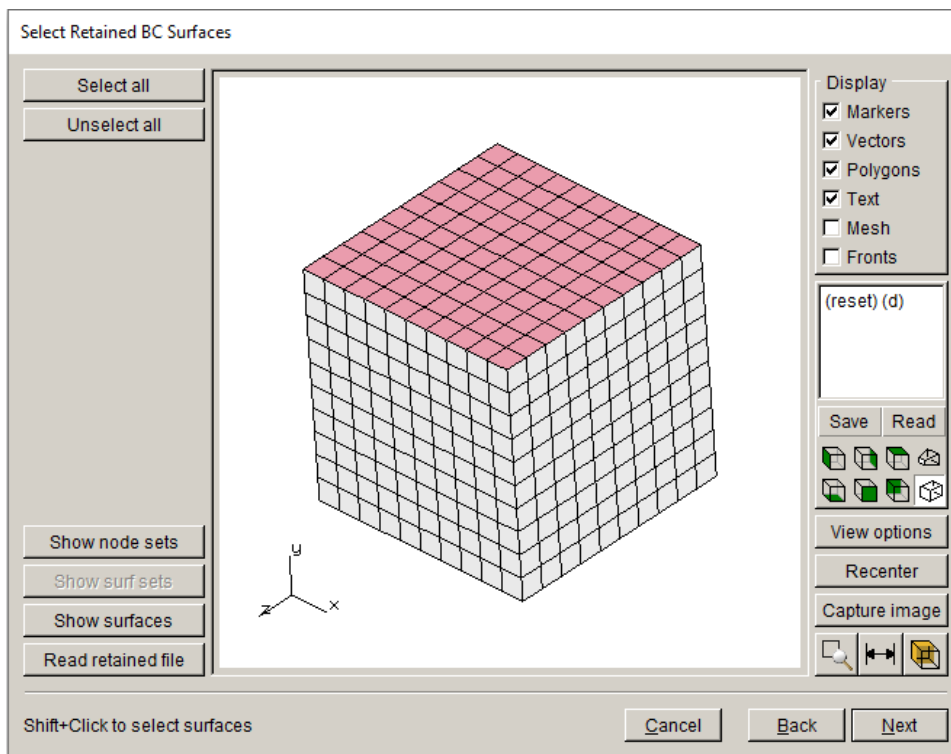 Select Retained BC Surfaces
Select all
Unselect all
Show node sets
Show surf sets
Show surfaces
Read retained file
y
z
x
Display
Markers
Vectors
Polygons
Text
Mesh
Fronts
(reset) (d)
Save Read
View options
Recenter
Capture image
Shift+Click to select surfaces
Cancel Back Next